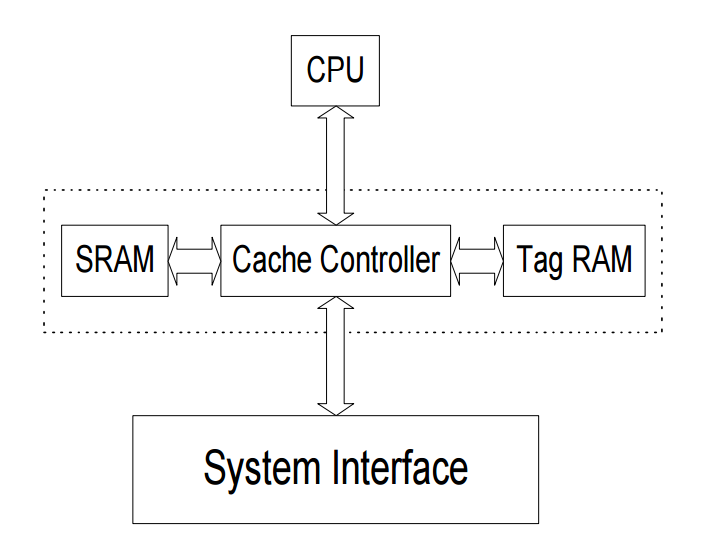 CPU
SRAM
Cache Controller
Tag RAM
System Interface